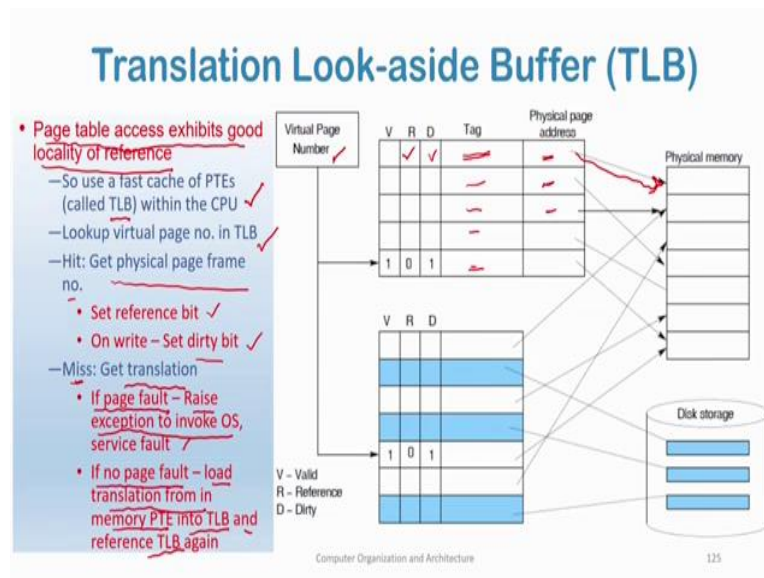 Translation Look-aside Buffer (TLB)
• Page table access exhibits good
locality of reference
—So use a fast cache of PTEs
(called TLB) within the CPU
—Lookup virtual page no. in TLB
—Hit: Get physical page frame
no.
• Set reference bit
• On write – Set dirty bit
—Miss: Get translation
• If page fault – Raise
exception to invoke OS,
service fault
• If no page fault – load
translation from in
memory PTE into TLB and
reference TLB again
Virtual Page
Number
V R D Tag
Physical page
address
1 0 1
Physical memory
V R D
1 0 1
Disk storage
V – Valid
R – Reference
D – Dirty
Computer Organization and Architecture
125